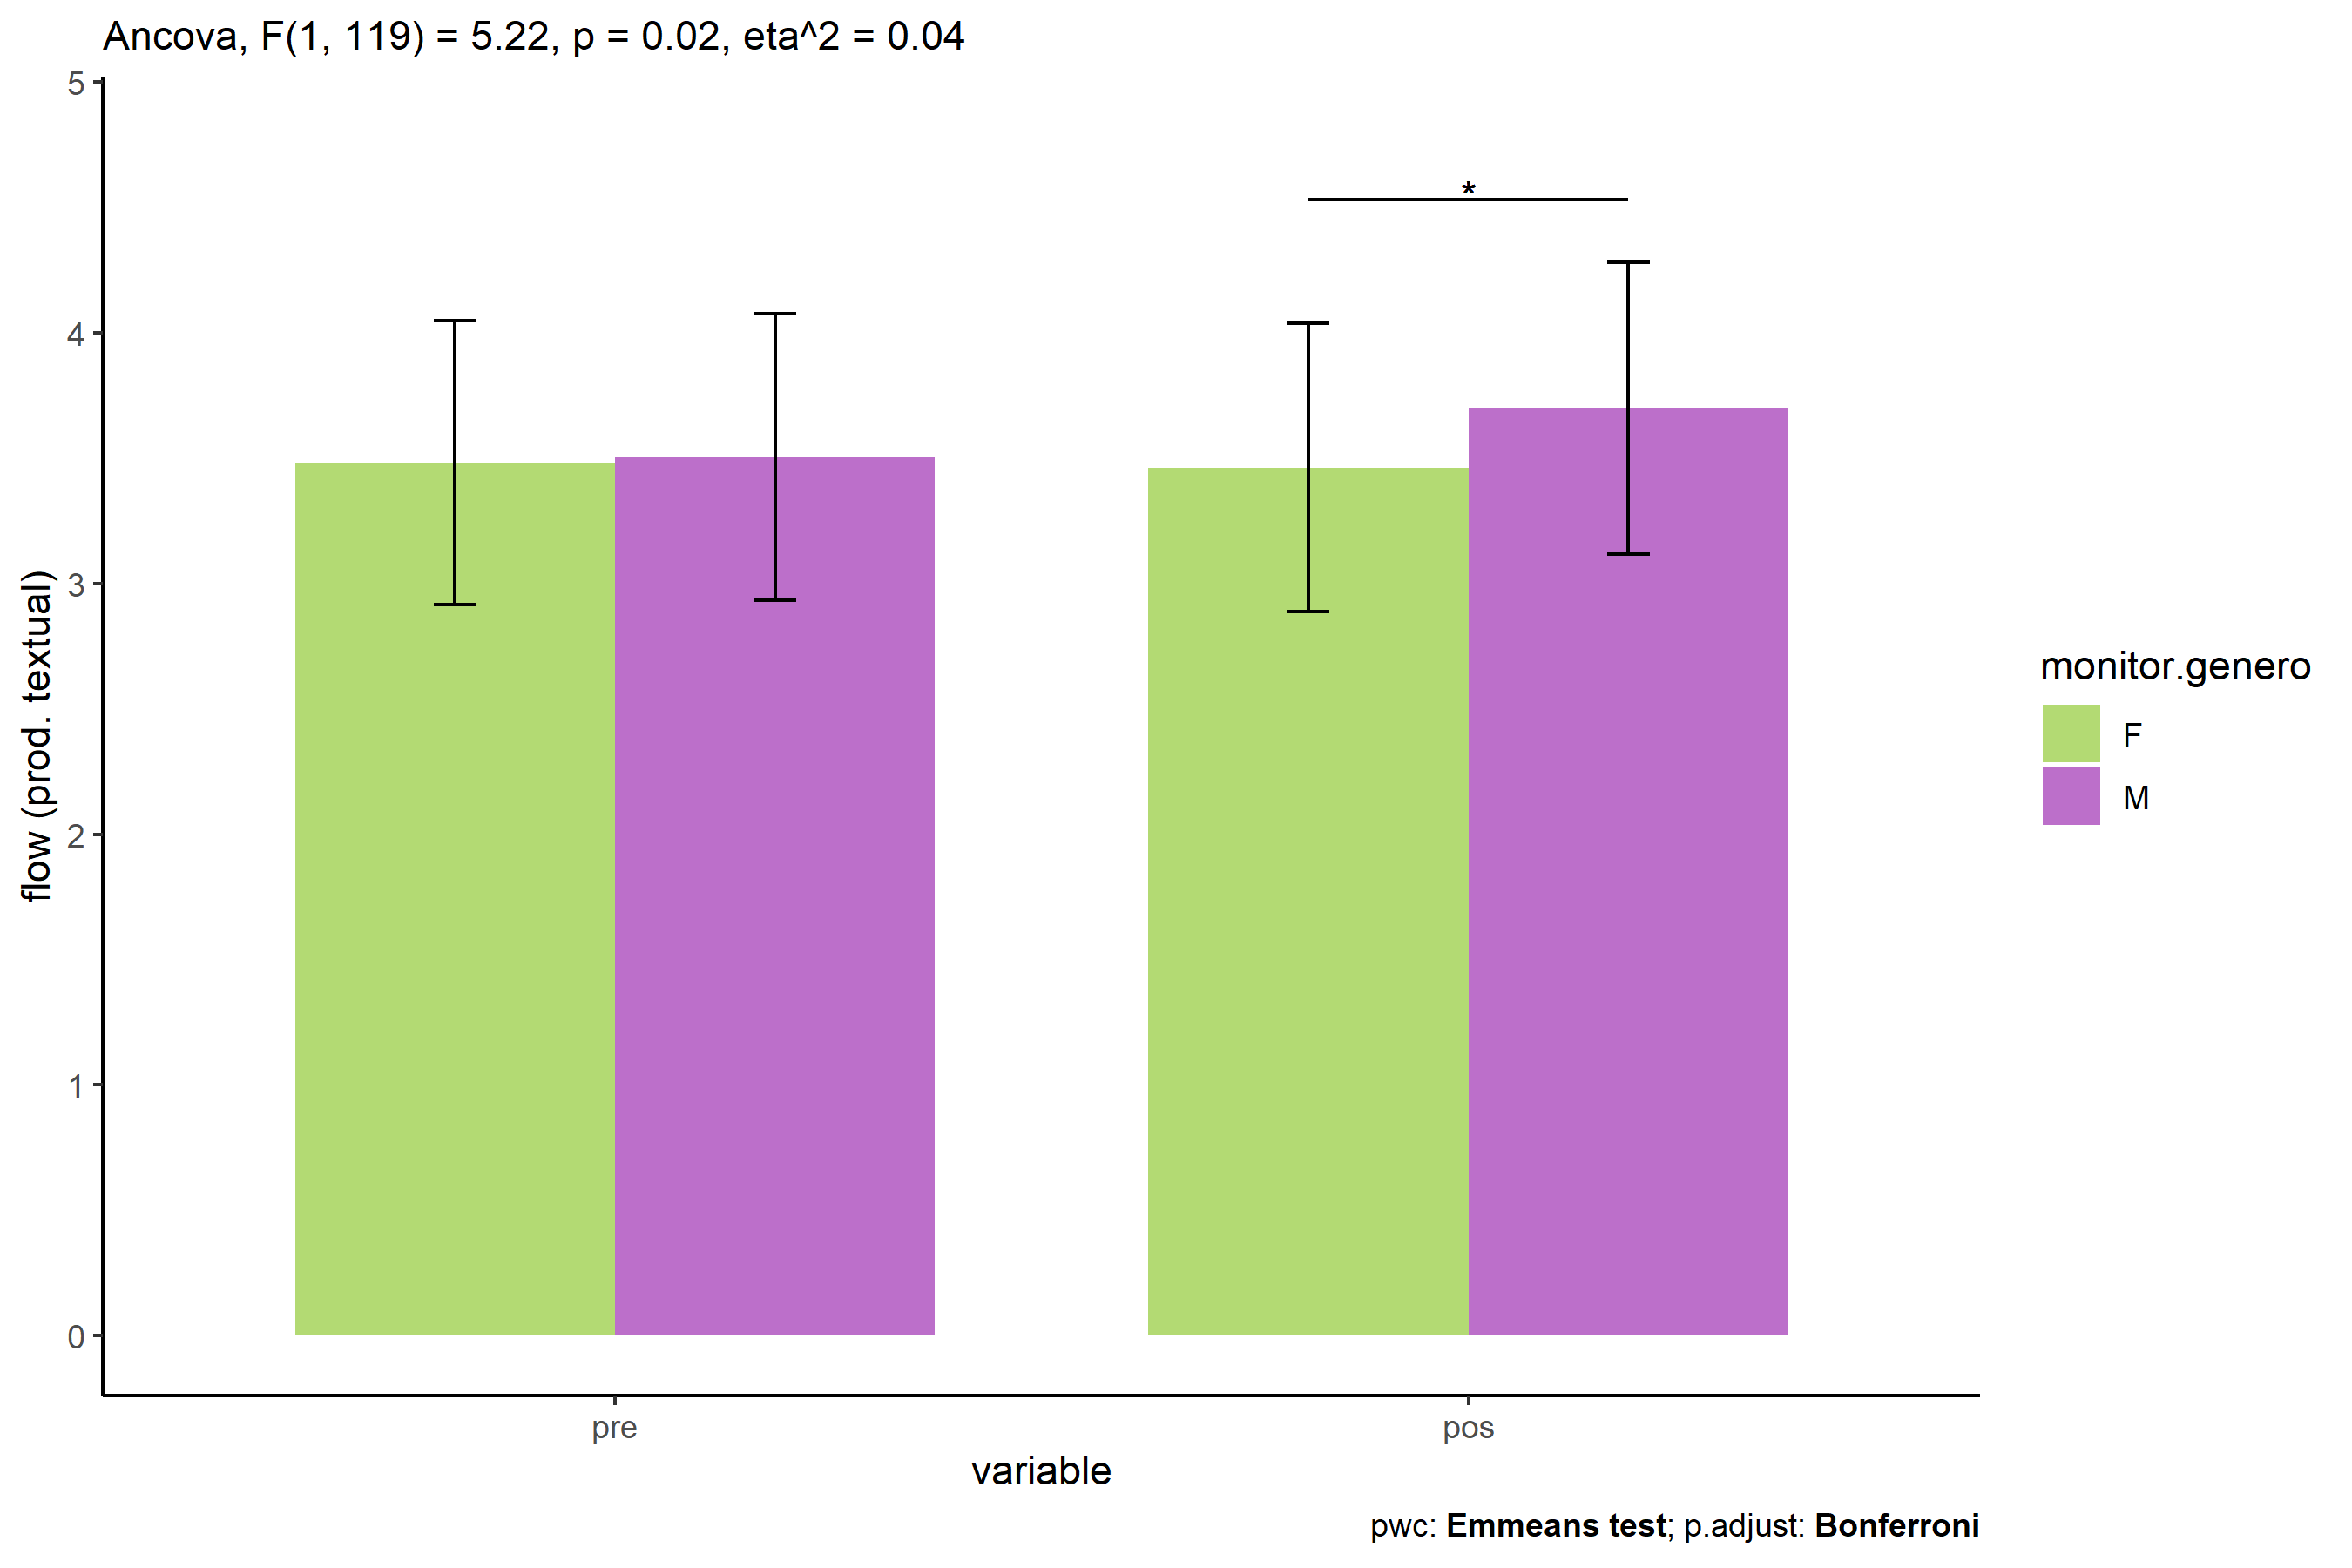 Ancova, F(1, 119) = 5.22, p = 0.02, eta^2 = 0.04
flow (prod. textual)
5
4
3
2
1
0
*
pre
pos
variable
monitor.genero
F
M
pwc: Emmeans test; p.adjust: Bonferroni